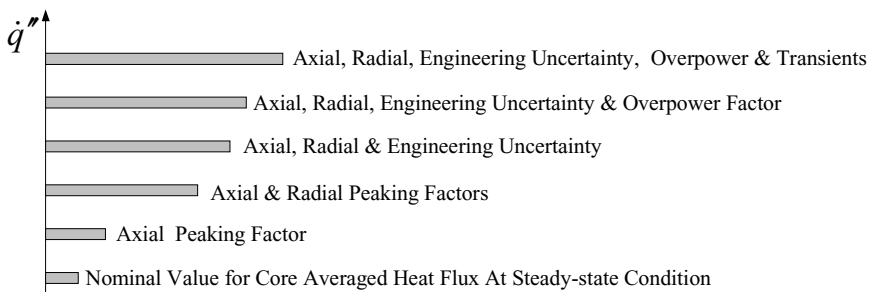 q̇″
Axial, Radial, Engineering Uncertainty, Overpower & Transients
Axial, Radial, Engineering Uncertainty & Overpower Factor
Axial, Radial & Engineering Uncertainty
Axial & Radial Peaking Factors
Axial Peaking Factor
Nominal Value for Core Averaged Heat Flux At Steady-state Condition